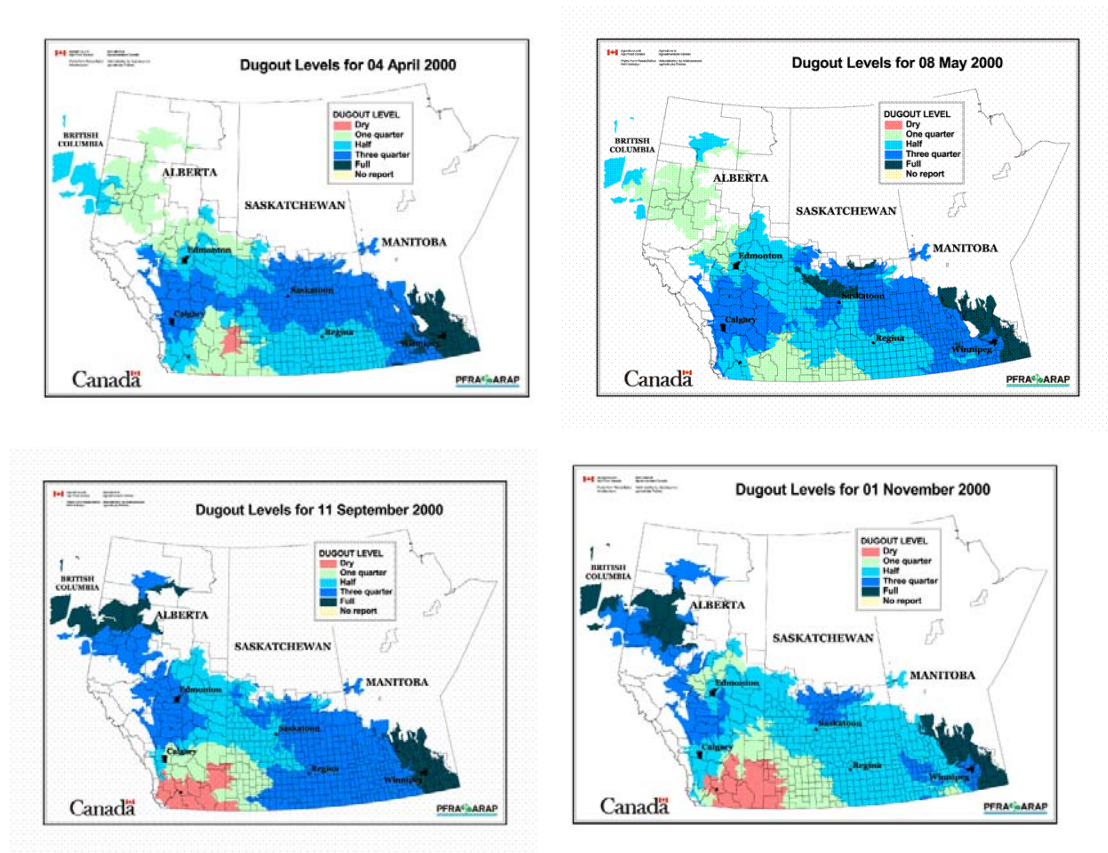 Dugout Levels for 04 April 2000
DUGOUT LEVEL
Dry
One quarter
Half
Three quarter
Full
No report
BRITISH
COLUMBIA
ALBERTA
SASKATCHEWAN
MANITOBA
Edmonton
Saskatoon
Calgary
Regina
Winnipeg
Canada
PFRA ARAP
Dugout Levels for 08 May 2000
DUGOUT LEVEL
Dry
One quarter
Half
Three quarter
Full
No report
BRITISH
COLUMBIA
ALBERTA
SASKATCHEWAN
MANITOBA
Edmonton
Saskatoon
Calgary
Regina
Winnipeg
Canada
PFRA ARAP
Dugout Levels for 11 September 2000
DUGOUT LEVEL
Dry
One quarter
Half
Three quarter
Full
No report
BRITISH
COLUMBIA
ALBERTA
SASKATCHEWAN
MANITOBA
Edmonton
Saskatoon
Calgary
Regina
Winnipeg
Canada
PFRA ARAP
Dugout Levels for 01 November 2000
DUGOUT LEVEL
Dry
One quarter
Half
Three quarter
Full
No report
BRITISH
COLUMBIA
ALBERTA
SASKATCHEWAN
MANITOBA
Edmonton
Saskatoon
Calgary
Regina
Winnipeg
Canada
PFRA ARAP